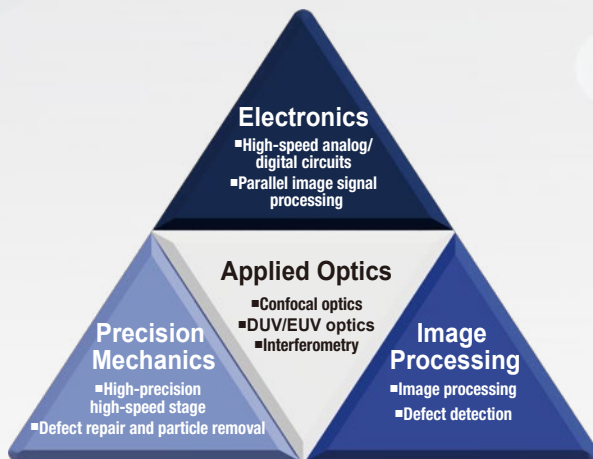 Electronics
■High-speed analog/
digital circuits
■Parallel image signal
processing
Applied Optics
■Confocal optics
■DUV/EUV optics
■Interferometry
Precision
Mechanics
■High-precision
high-speed stage
■Defect repair and particle removal
Image
Processing
■Image processing
■Defect detection